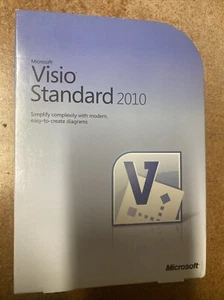 Microsoft
Visio
Standard 2010
Simplify complexity with modern,
easy-to-create diagrams
V
Microsoft